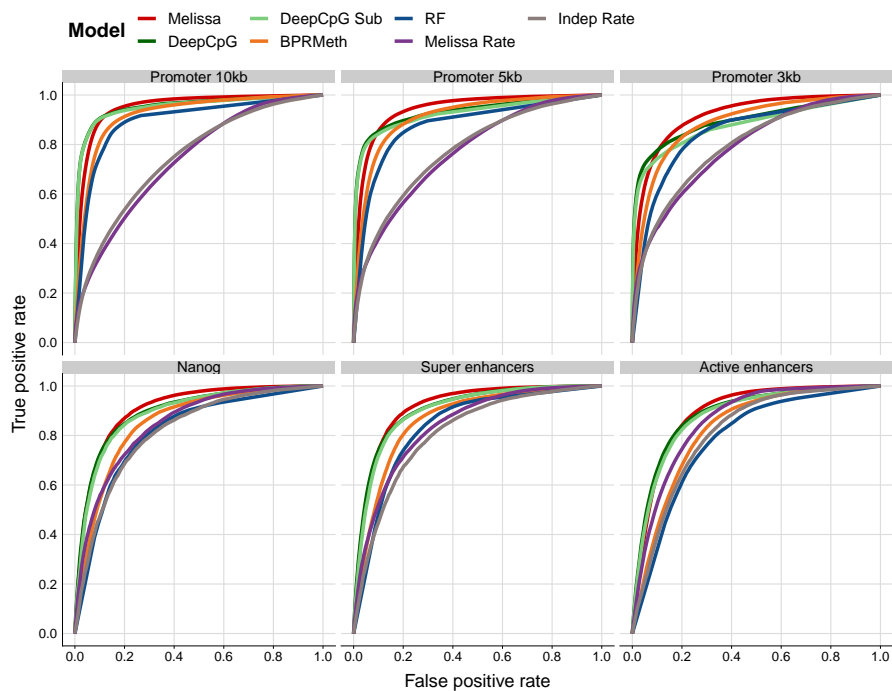 Model
Melissa
DeepCpG Sub
RF
Indep Rate
DeepCpG
BPRMeth
Melissa Rate
Promoter 10kb
Promoter 5kb
Promoter 3kb
1.0
0.8
0.6
0.4
0.2
0.0
Nanog
Super enhancers
Active enhancers
1.0
0.8
0.6
0.4
0.2
0.0
True positive rate
0.0 0.2 0.4 0.6 0.8 1.0
0.0 0.2 0.4 0.6 0.8 1.0
0.0 0.2 0.4 0.6 0.8 1.0
False positive rate